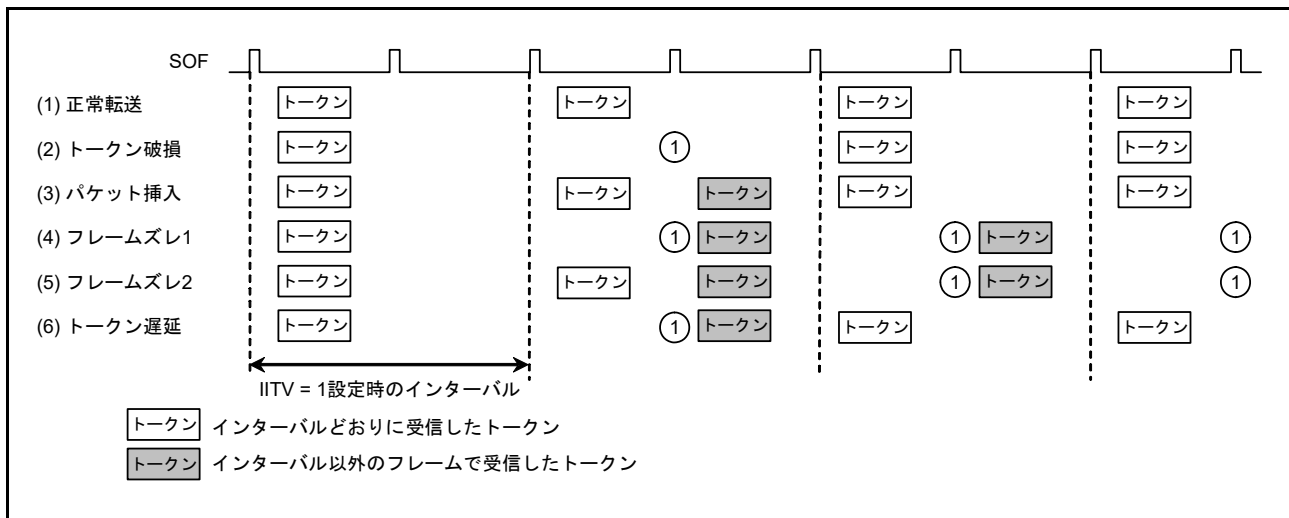 SOF
(1) 正常転送 トークン トークン トークン トークン
(2) トークン破損 トークン 1 トークン トークン
(3) パケット挿入 トークン トークン トークン トークン トークン
(4) フレームズレ1 トークン 1 トークン 1 トークン 1
(5) フレームズレ2 トークン トークン トークン 1 トークン 1
(6) トークン遅延 トークン 1 トークン トークン トークン
IITV = 1設定時のインターバル
トークン インターバルどおりに受信したトークン
トークン インターバル以外のフレームで受信したトークン